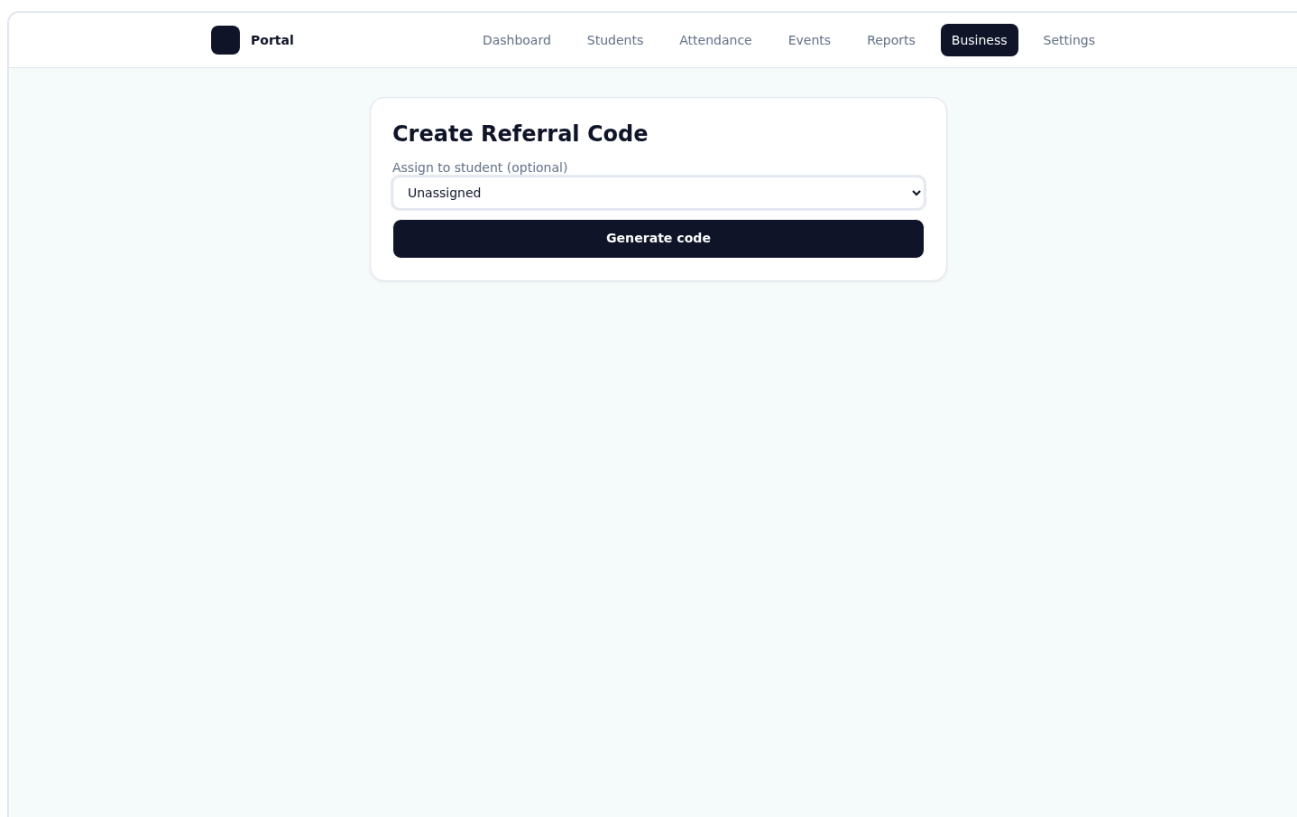 Portal
Dashboard Students Attendance Events Reports Business Settings
Create Referral Code
Assign to student (optional)
Unassigned
Generate code